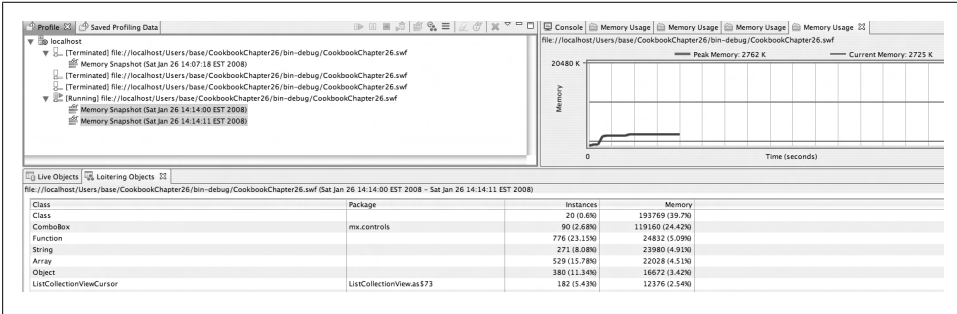 Profile Saved Profiling Data
localhost
[Terminated] file://localhost/Users/base/CookbookChapter26/bin-debug/CookbookChapter26.swf
Memory Snapshot (Sat Jan 26 14:07:18 EST 2008)
[Terminated] file://localhost/Users/base/CookbookChapter26/bin-debug/CookbookChapter26.swf
[Terminated] file://localhost/Users/base/CookbookChapter26/bin-debug/CookbookChapter26.swf
[Running] file://localhost/Users/base/CookbookChapter26/bin-debug/CookbookChapter26.swf
Memory Snapshot (Sat Jan 26 14:14:00 EST 2008)
Memory Snapshot (Sat Jan 26 14:14:11 EST 2008)
Console Memory Usage Memory Usage Memory Usage Memory Usage
file://localhost/Users/base/CookbookChapter26/bin-debug/CookbookChapter26.swf
Peak Memory: 2762 K Current Memory: 2725 K
20480 K
Memory
0 Time (seconds)
Live Objects Loitering Objects
file://localhost/Users/base/CookbookChapter26/bin-debug/CookbookChapter26.swf (Sat Jan 26 14:14:00 EST 2008 - Sat Jan 26 14:14:11 EST 2008)
Class Package Instances Memory
Class 20 (0.6%) 193769 (39.7%)
ComboBox mx.controls 90 (2.68%) 119160 (24.42%)
Function 776 (23.15%) 24832 (5.09%)
String 271 (8.08%) 23980 (4.91%)
Array 529 (15.78%) 22028 (4.51%)
Object 380 (11.34%) 16672 (3.42%)
ListCollectionViewCursor ListCollectionView.as$73 182 (5.43%) 12376 (2.54%)